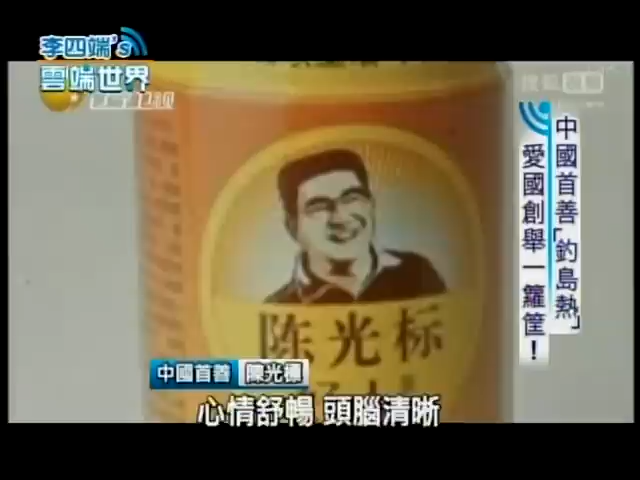 李四端's
雲端世界
中國首善「釣島熱」
愛國創舉一籮筐！
陈光标
中國首善 陳光標
心情舒暢 頭腦清晰